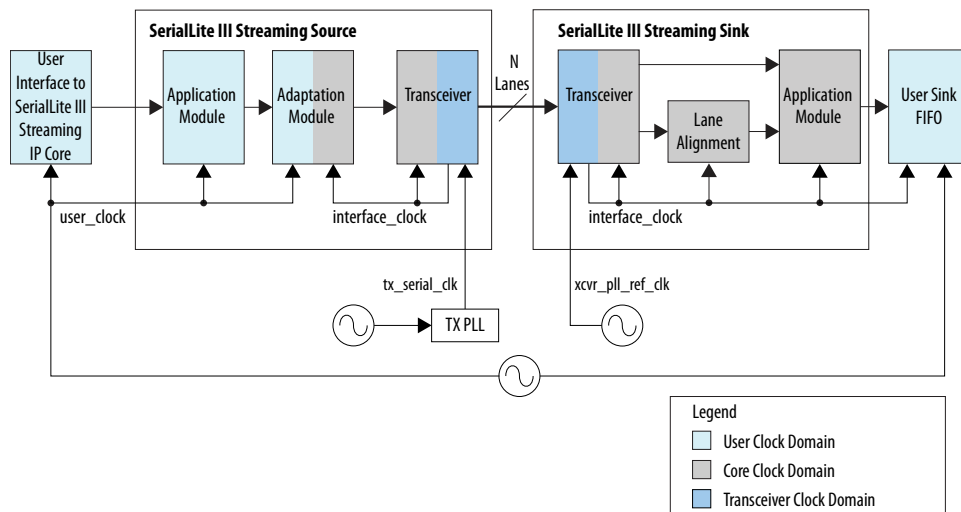 SerialLite III Streaming Source
SerialLite III Streaming Sink
User
Interface to
SerialLite III
Streaming
IP Core
Application
Module
Adaptation
Module
Transceiver
N
Lanes
Transceiver
Lane
Alignment
Application
Module
User Sink
FIFO
user_clock
interface_clock
interface_clock
tx_serial_clk
xcvr_pll_ref_clk
TX PLL
Legend
User Clock Domain
Core Clock Domain
Transceiver Clock Domain